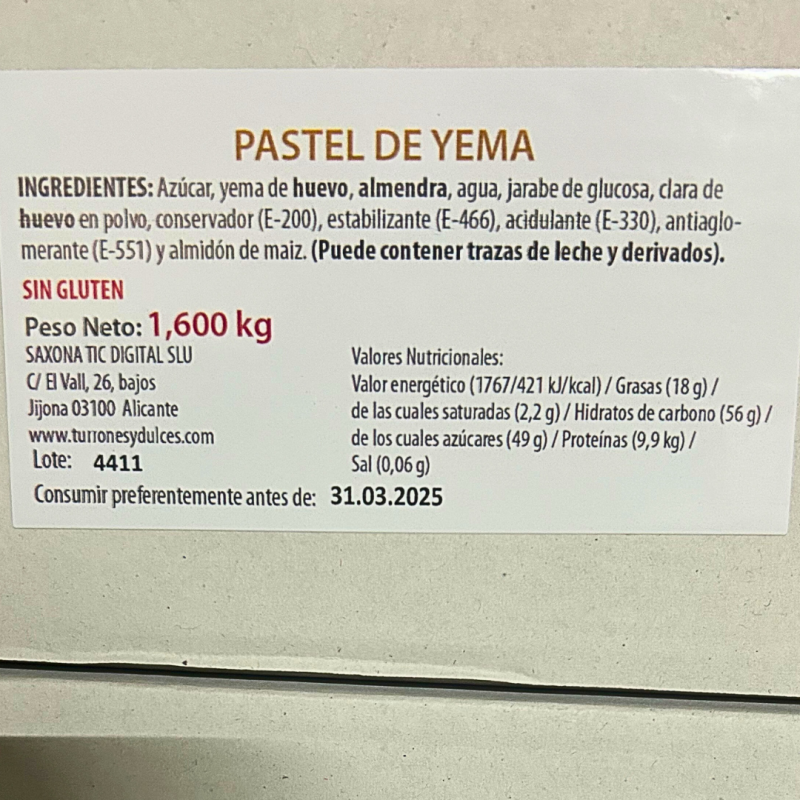 PASTEL DE YEMA
INGREDIENTES: Azúcar, yema de huevo, almendra, agua, jarabe de glucosa, clara de
huevo en polvo, conservador (E-200), estabilizante (E-466), acidulante (E-330), antiaglo-
merante (E-551) y almidón de maiz. (Puede contener trazas de leche y derivados).
SIN GLUTEN
Peso Neto: 1,600 kg
SAXONA TIC DIGITAL SLU
C/ El Vall, 26, bajos
Jijona 03100 Alicante
www.turronesydulces.com
Lote: 4411
Valores Nutricionales:
Valor energético (1767/421 kJ/kcal) / Grasas (18 g) /
de las cuales saturadas (2,2 g) / Hidratos de carbono (56 g) /
de los cuales azúcares (49 g) / Proteínas (9,9 kg) /
Sal (0,06 g)
Consumir preferentemente antes de: 31.03.2025